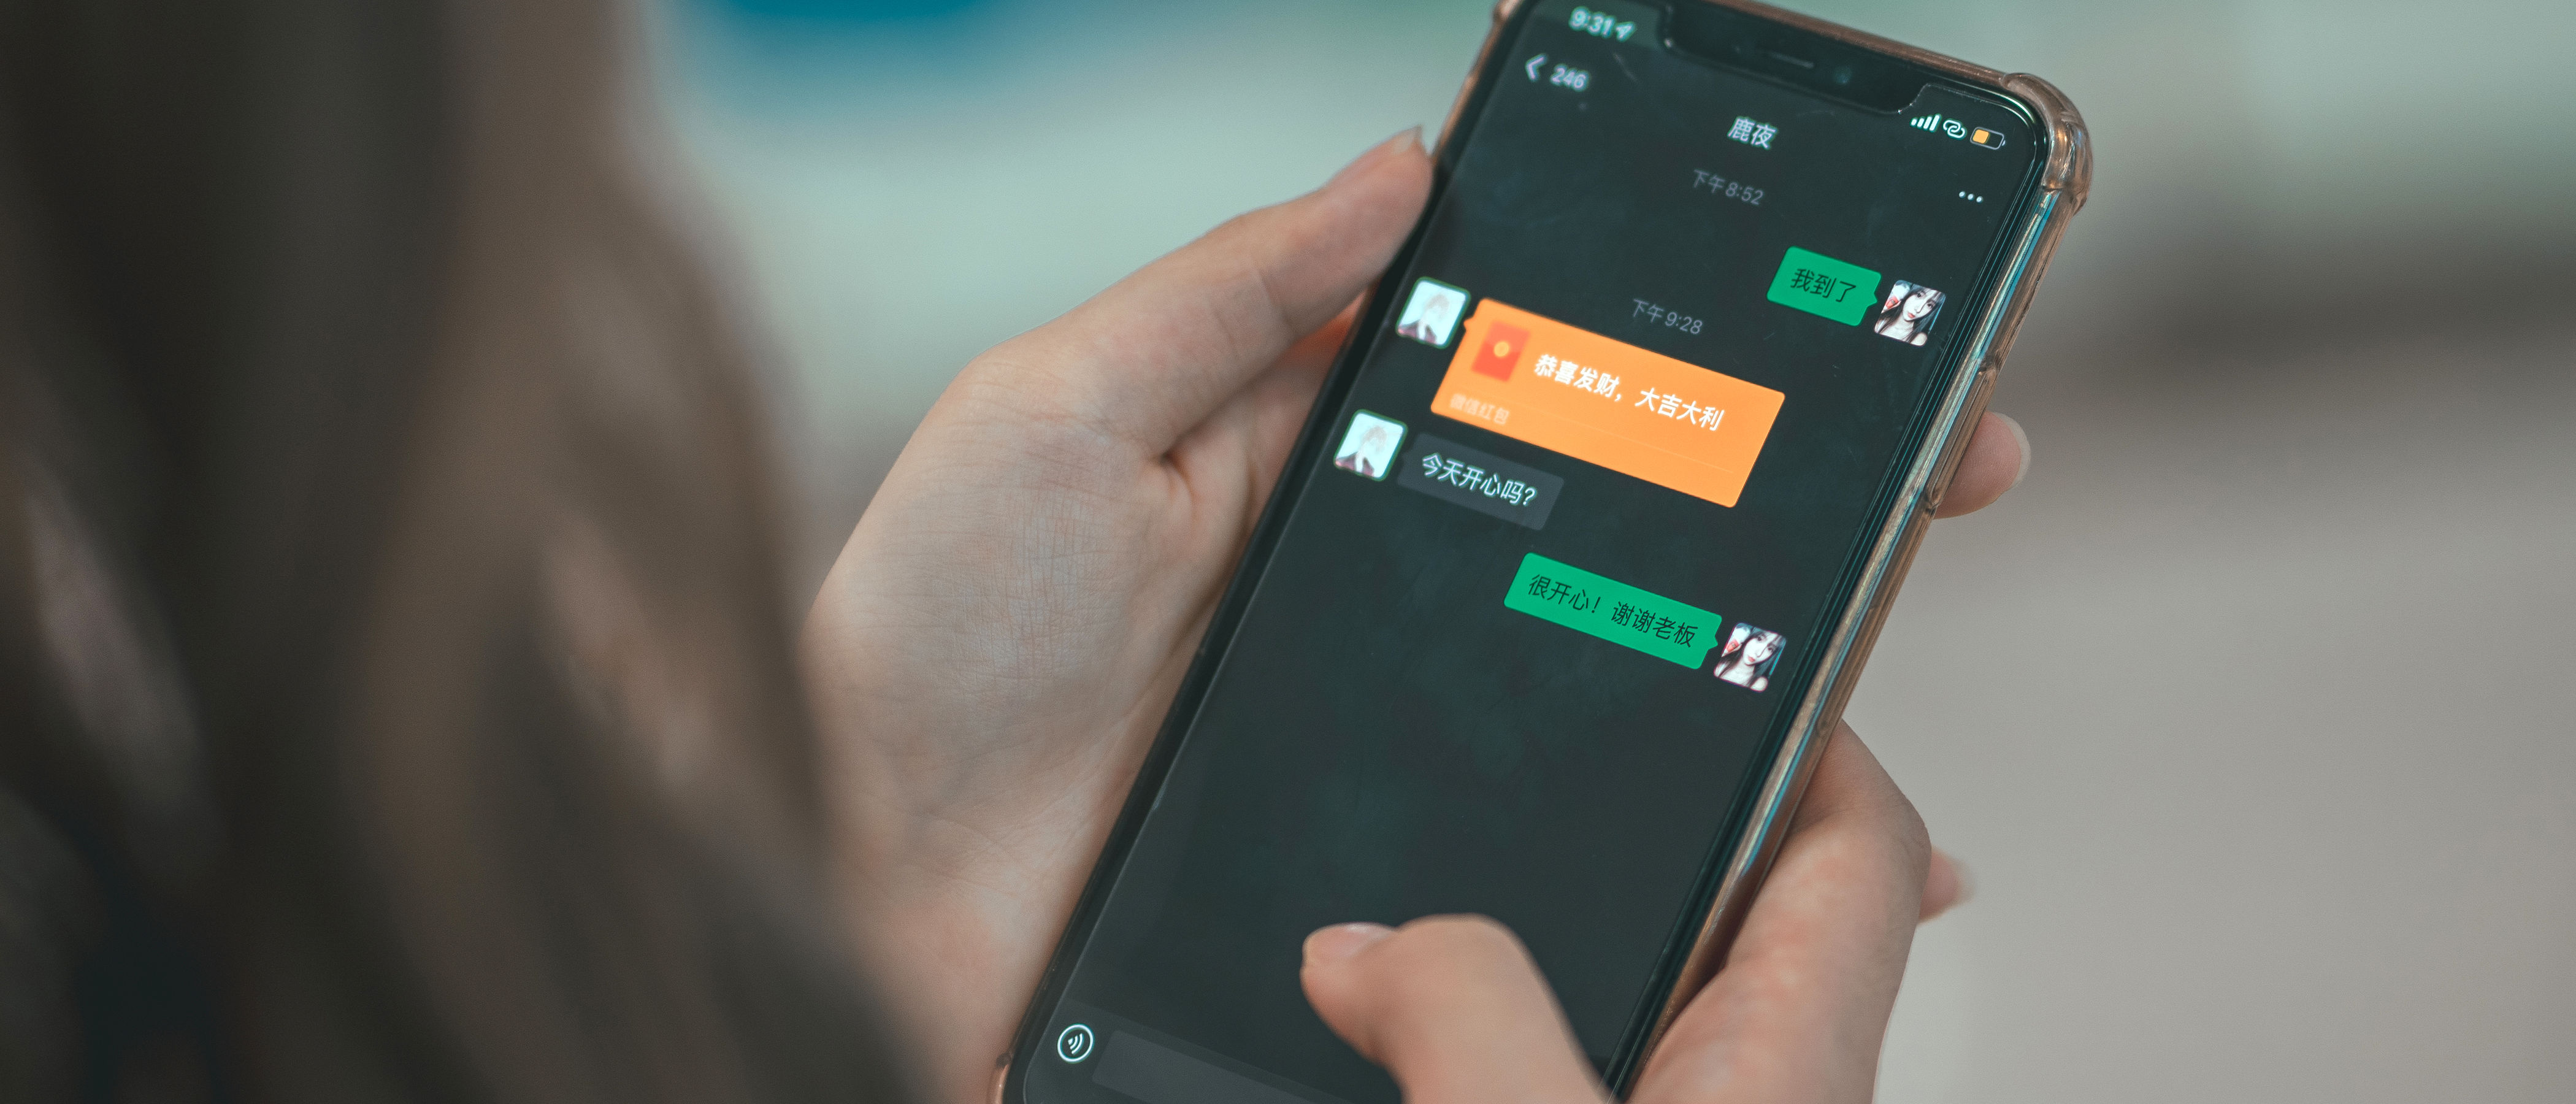 9:31
246
鹿夜
下午8:52
我到了
下午9:28
恭喜发财，大吉大利
微信红包
今天开心吗？
很开心！谢谢老板